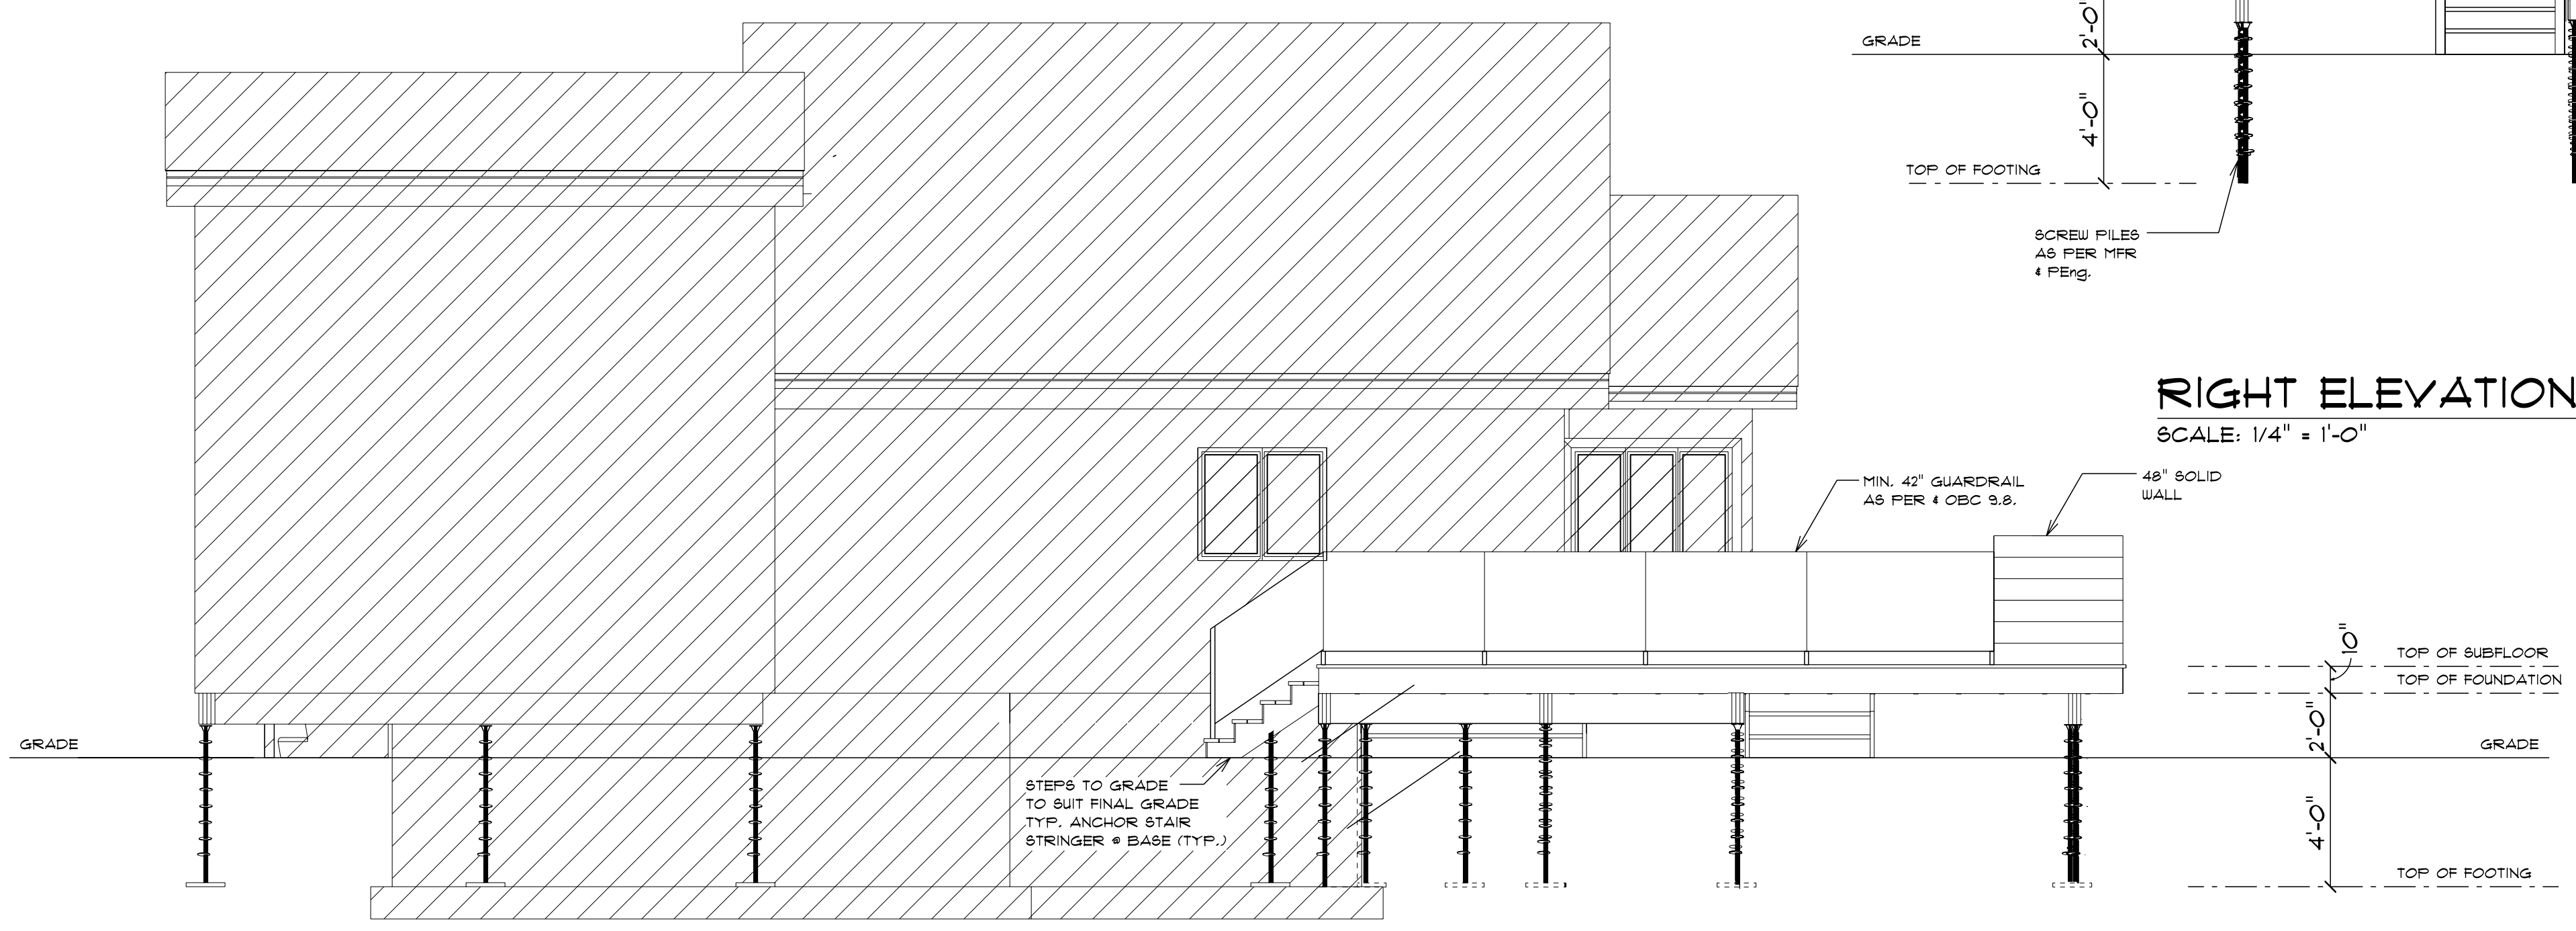 2'-0"
GRADE
4'-0"
TOP OF FOOTING
SCREW PILES
AS PER MFR
& PEng.
RIGHT ELEVATION
SCALE: 1/4" = 1'-0"
MIN. 42" GUARDRAIL
AS PER & OBC 9.8.
48" SOLID
WALL
10"
TOP OF SUBFLOOR
TOP OF FOUNDATION
2'-0"
GRADE
GRADE
STEPS TO GRADE
TO SUIT FINAL GRADE
TYP. ANCHOR STAIR
STRINGER @ BASE (TYP.)
4'-0"
TOP OF FOOTING